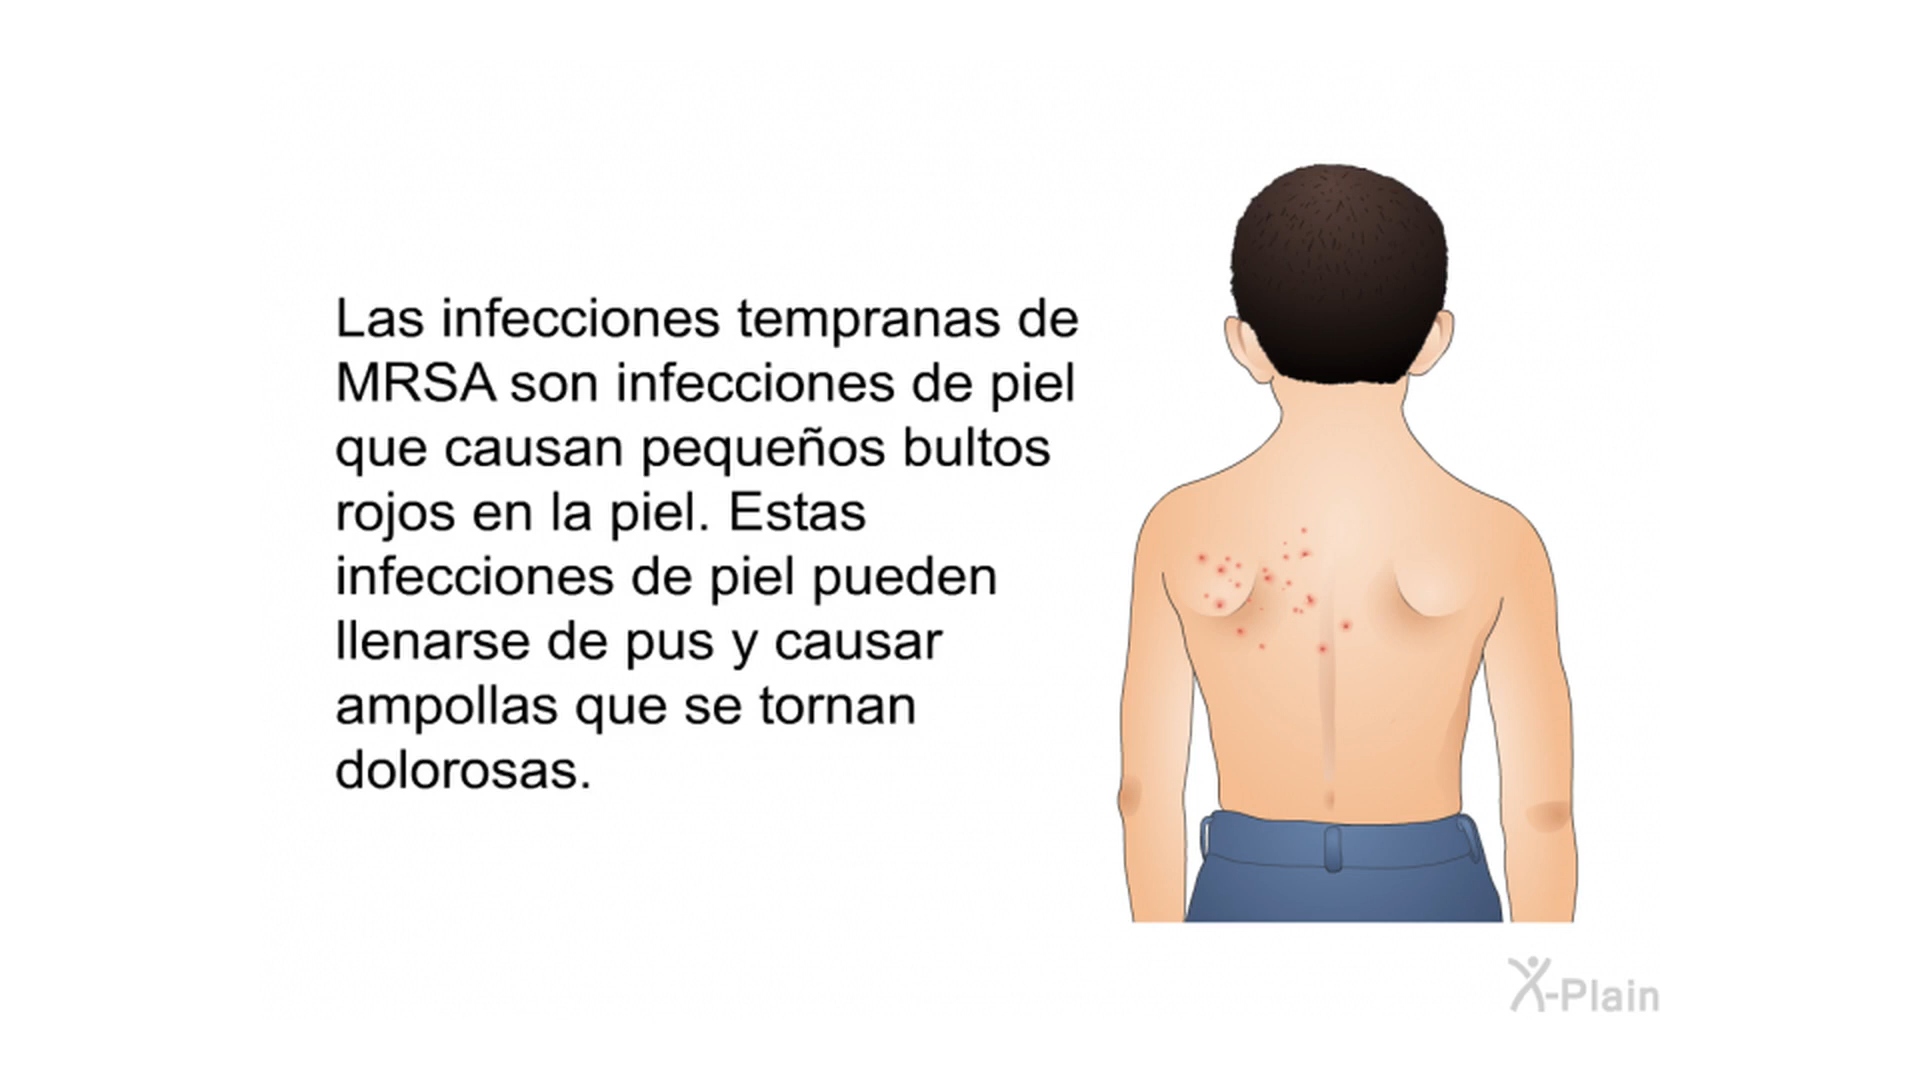 Las infecciones tempranas de
MRSA son infecciones de piel
que causan pequeños bultos
rojos en la piel. Estas
infecciones de piel pueden
llenarse de pus y causar
ampollas que se tornan
dolorosas.
X-Plain